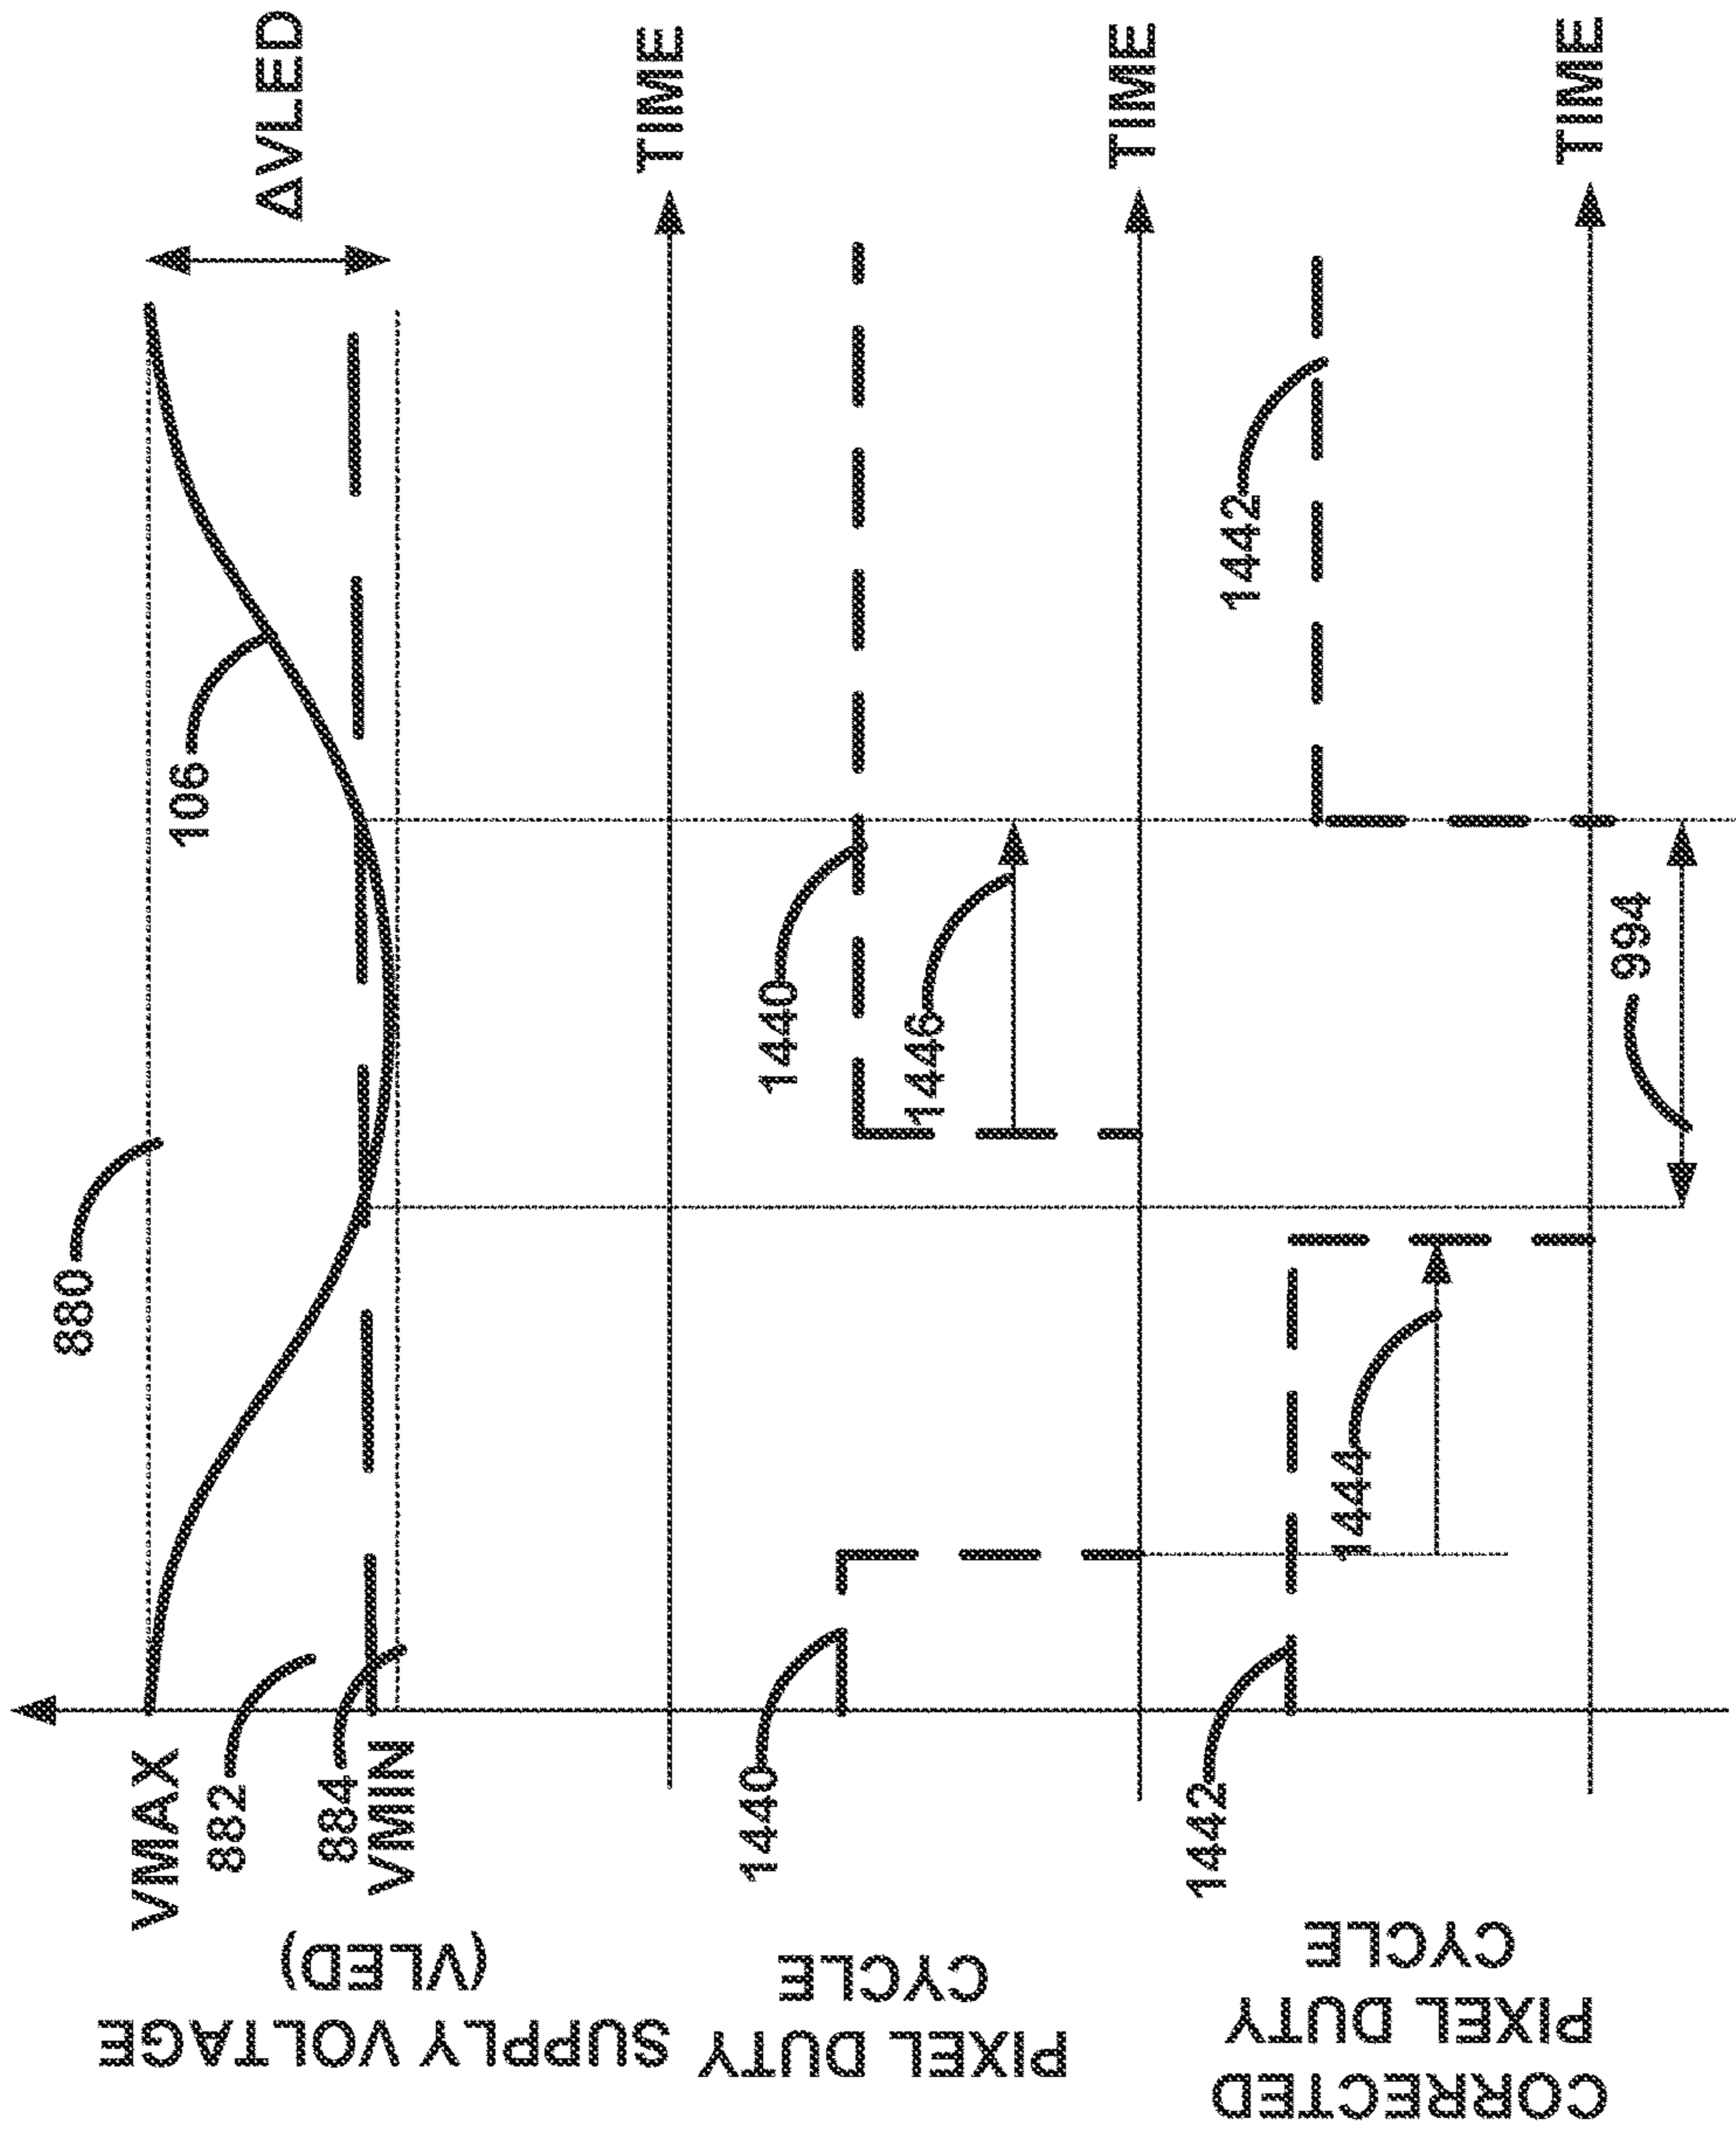 880
VMAX
106
ΔVLED
882
884
VMIN
SUPPLY VOLTAGE
(VLED)
TIME
1440
1440
PIXEL DUTY
CYCLE
1446
TIME
1442
1442
CORRECTED
PIXEL DUTY
CYCLE
1444
TIME
994